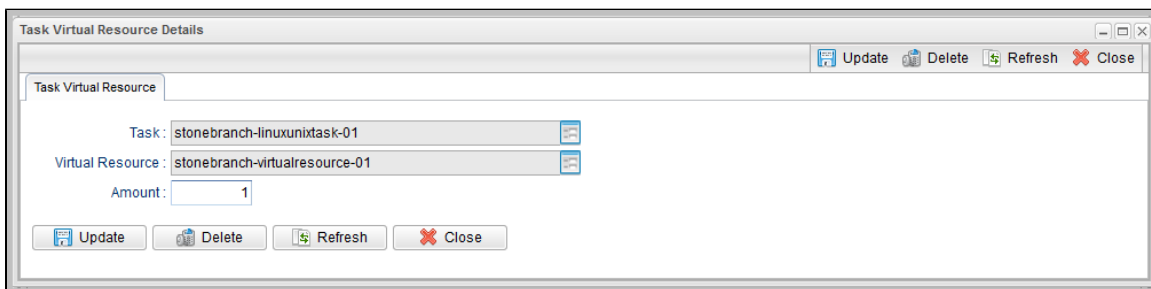 Task Virtual Resource Details
Update Delete Refresh Close
Task Virtual Resource
Task : stonebranch-linuxunixtask-01
Virtual Resource : stonebranch-virtualresource-01
Amount : 1
Update Delete Refresh Close